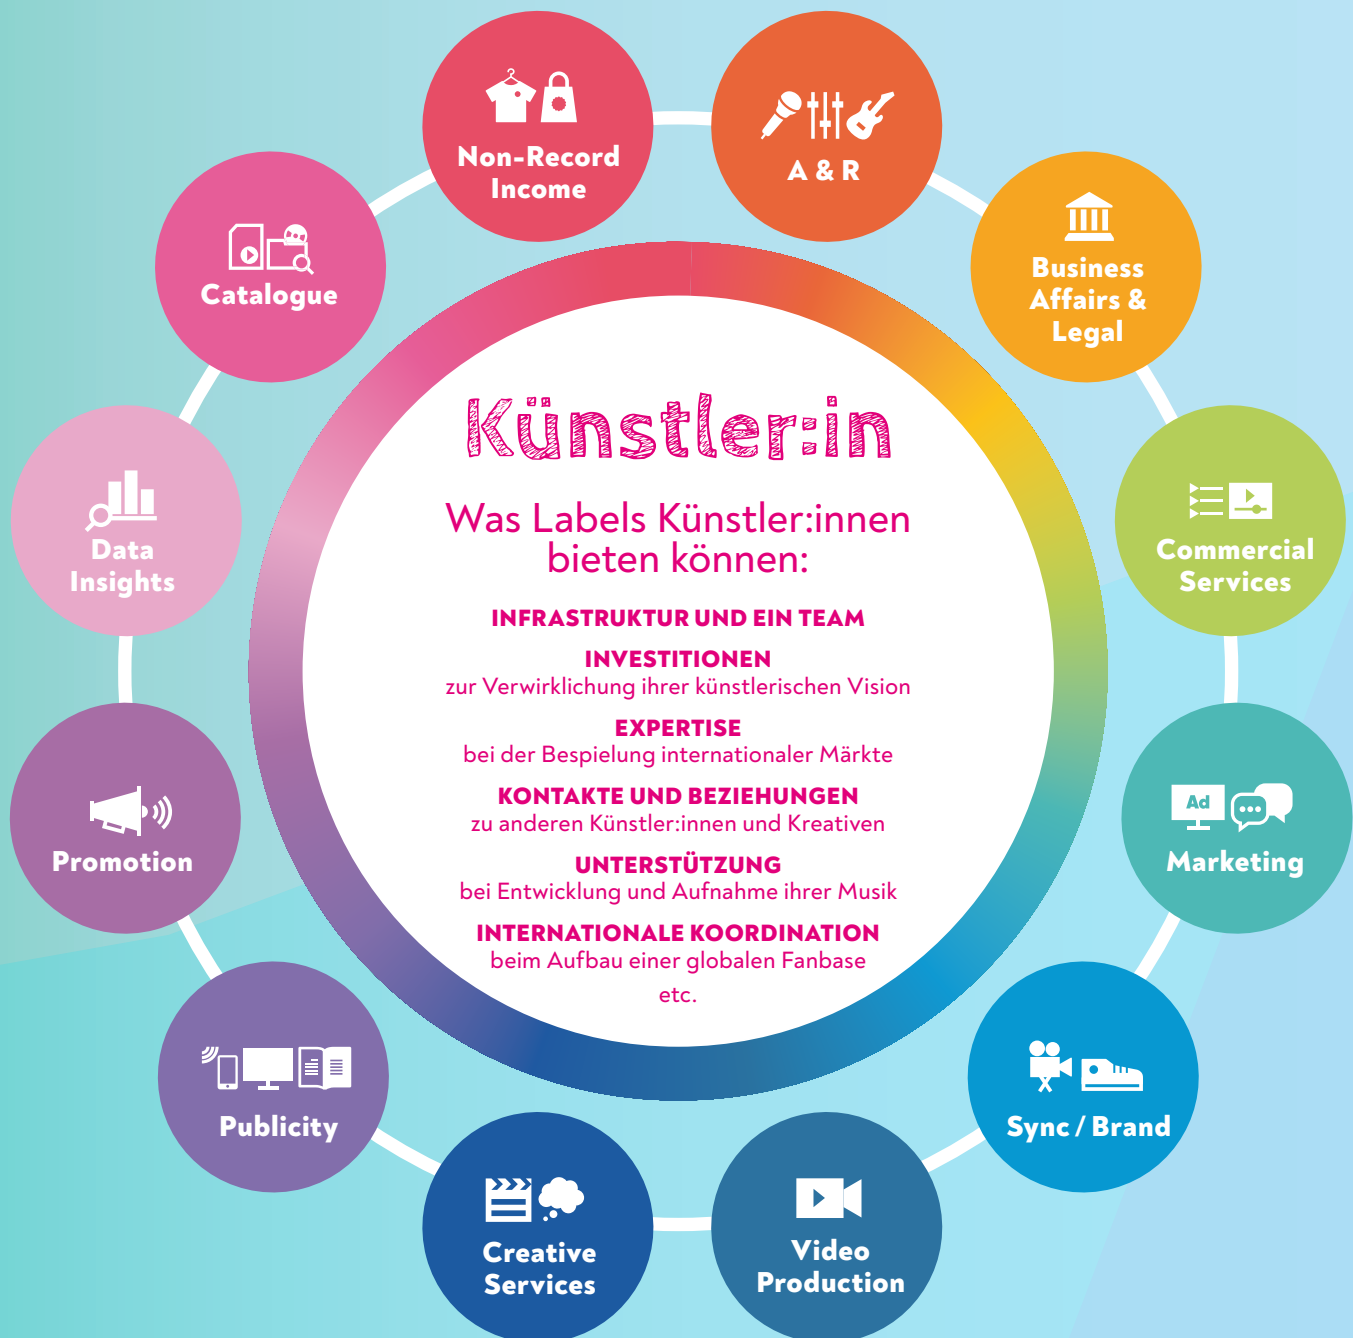 Non-Record
Income
A & R
Business
Affairs &
Legal
Commercial
Services
Ad
Marketing
Sync / Brand
Video
Production
Creative
Services
Publicity
Promotion
Data
Insights
Catalogue
Künstler:in
Was Labels Künstler:innen
bieten können:
INFRASTRUKTUR UND EIN TEAM
INVESTITIONEN
zur Verwirklichung ihrer künstlerischen Vision
EXPERTISE
bei der Bespielung internationaler Märkte
KONTAKTE UND BEZIEHUNGEN
zu anderen Künstler:innen und Kreativen
UNTERSTÜTZUNG
bei Entwicklung und Aufnahme ihrer Musik
INTERNATIONALE KOORDINATION
beim Aufbau einer globalen Fanbase
etc.